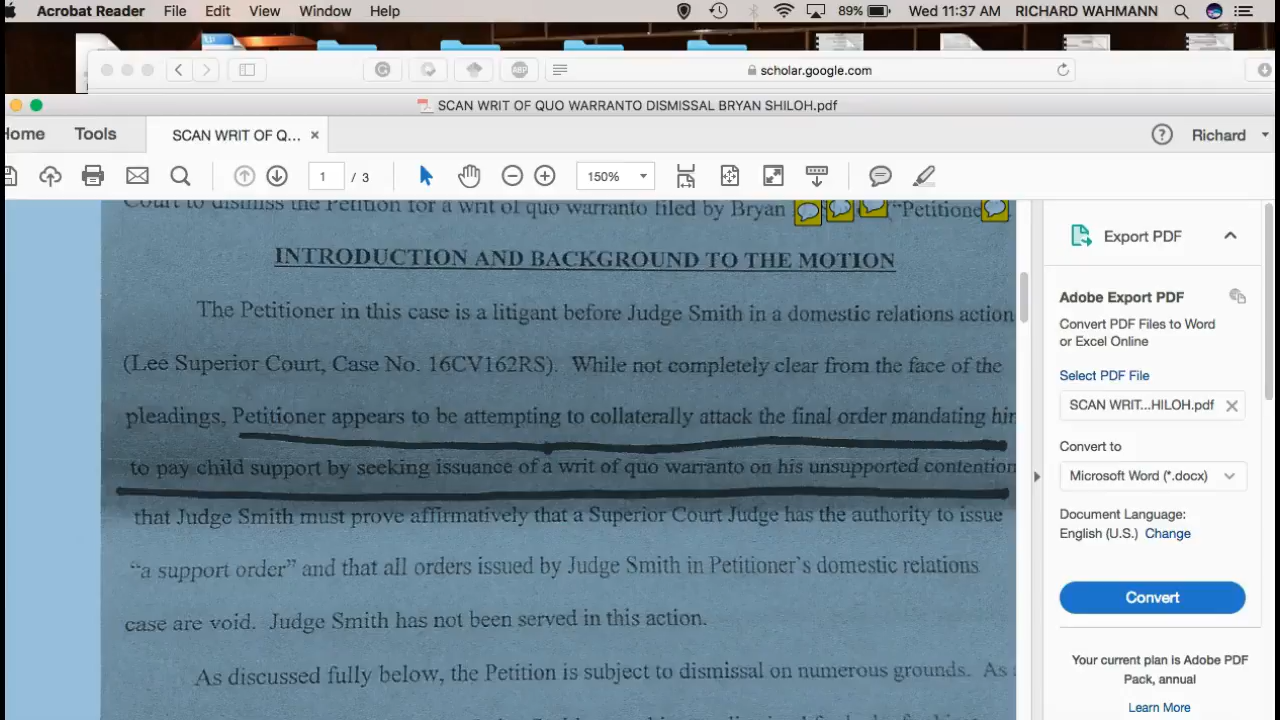 Acrobat Reader File Edit View Window Help 89% Wed 11:37 AM RICHARD WAHMANN
ABP scholar.google.com
SCAN WRIT OF QUO WARRANTO DISMISSAL BRYAN SHILOH.pdf
Home Tools SCAN WRIT OF Q... × ? Richard
1 / 3 150%
Court to dismiss the Petition for a writ of quo warranto filed by Bryan "Petitione
INTRODUCTION AND BACKGROUND TO THE MOTION
The Petitioner in this case is a litigant before Judge Smith in a domestic relations action
(Lee Superior Court, Case No. 16CV162RS). While not completely clear from the face of the
pleadings, Petitioner appears to be attempting to collaterally attack the final order mandating him
to pay child support by seeking issuance of a writ of quo warranto on his unsupported contention
that Judge Smith must prove affirmatively that a Superior Court Judge has the authority to issue
"a support order" and that all orders issued by Judge Smith in Petitioner's domestic relations
case are void. Judge Smith has not been served in this action.
As discussed fully below, the Petition is subject to dismissal on numerous grounds. As
Export PDF
Adobe Export PDF
Convert PDF Files to Word
or Excel Online
Select PDF File
SCAN WRIT...HILOH.pdf ×
Convert to
Microsoft Word (*.docx)
Document Language:
English (U.S.) Change
Convert
Your current plan is Adobe PDF
Pack, annual
Learn More